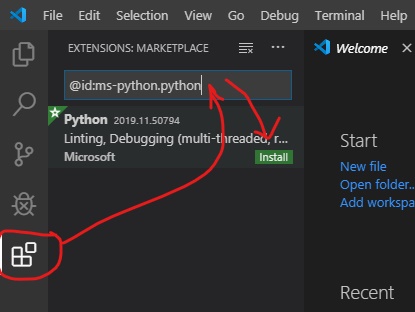 File Edit Selection View Go Debug Terminal Help
EXTENSIONS: MARKETPLACE
Welcome
@id:ms-python.python
Python 2019.11.50794
Linting, Debugging (multi-threaded, r...
Microsoft Install
Start
New file
Open folder...
Add workspa
Recent